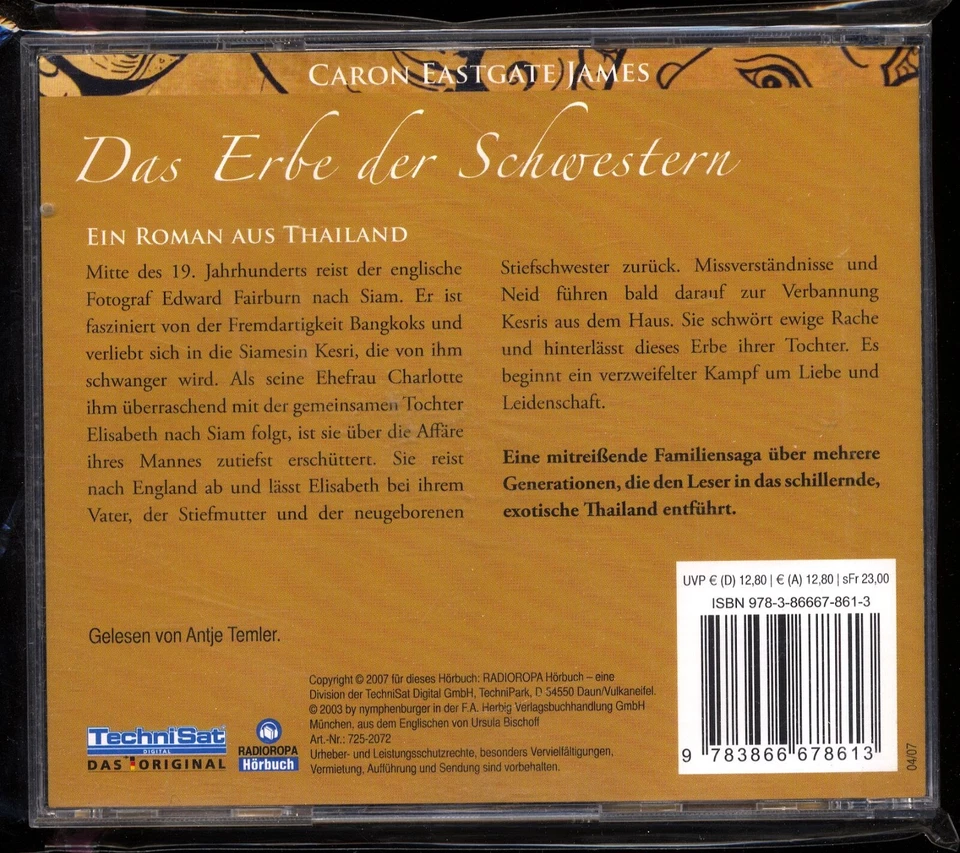 CARON EASTGATE JAMES
Das Erbe der Schwestern
EIN ROMAN AUS THAILAND
Mitte des 19. Jahrhunderts reist der englische
Fotograf Edward Fairburn nach Siam. Er ist
fasziniert von der Fremdartigkeit Bangkoks und
verliebt sich in die Siamesin Kesri, die von ihm
schwanger wird. Als seine Ehefrau Charlotte
ihm überraschend mit der gemeinsamen Tochter
Elisabeth nach Siam folgt, ist sie über die Affäre
ihres Mannes zutiefst erschüttert. Sie reist
nach England ab und lässt Elisabeth bei ihrem
Vater, der Stiefmutter und der neugeborenen
Stiefschwester zurück. Missverständnisse und
Neid führen bald darauf zur Verbannung
Kesris aus dem Haus. Sie schwört ewige Rache
und hinterlässt dieses Erbe ihrer Tochter. Es
beginnt ein verzweifelter Kampf um Liebe und
Leidenschaft.
Eine mitreißende Familiensaga über mehrere
Generationen, die den Leser in das schillernde,
exotische Thailand entführt.
Gelesen von Antje Temler.
UVP € (D) 12,80 | € (A) 12,80 | sFr 23,00
ISBN 978-3-86667-861-3
9 783866 678613
04/07
Copyright © 2007 für dieses Hörbuch: RADIOROPA Hörbuch – eine
Division der TechniSat Digital GmbH, TechniPark, D 54550 Daun/Vulkaneifel.
© 2003 by nymphenburger in der F.A. Herbig Verlagsbuchhandlung GmbH
München, aus dem Englischen von Ursula Bischoff
Art.-Nr.: 725-2072
Urheber- und Leistungsschutzrechte, besonders Vervielfältigungen,
Vermietung, Aufführung und Sendung sind vorbehalten.
TechniSat
DIGITAL
DAS ORIGINAL
RADIOROPA
Hörbuch